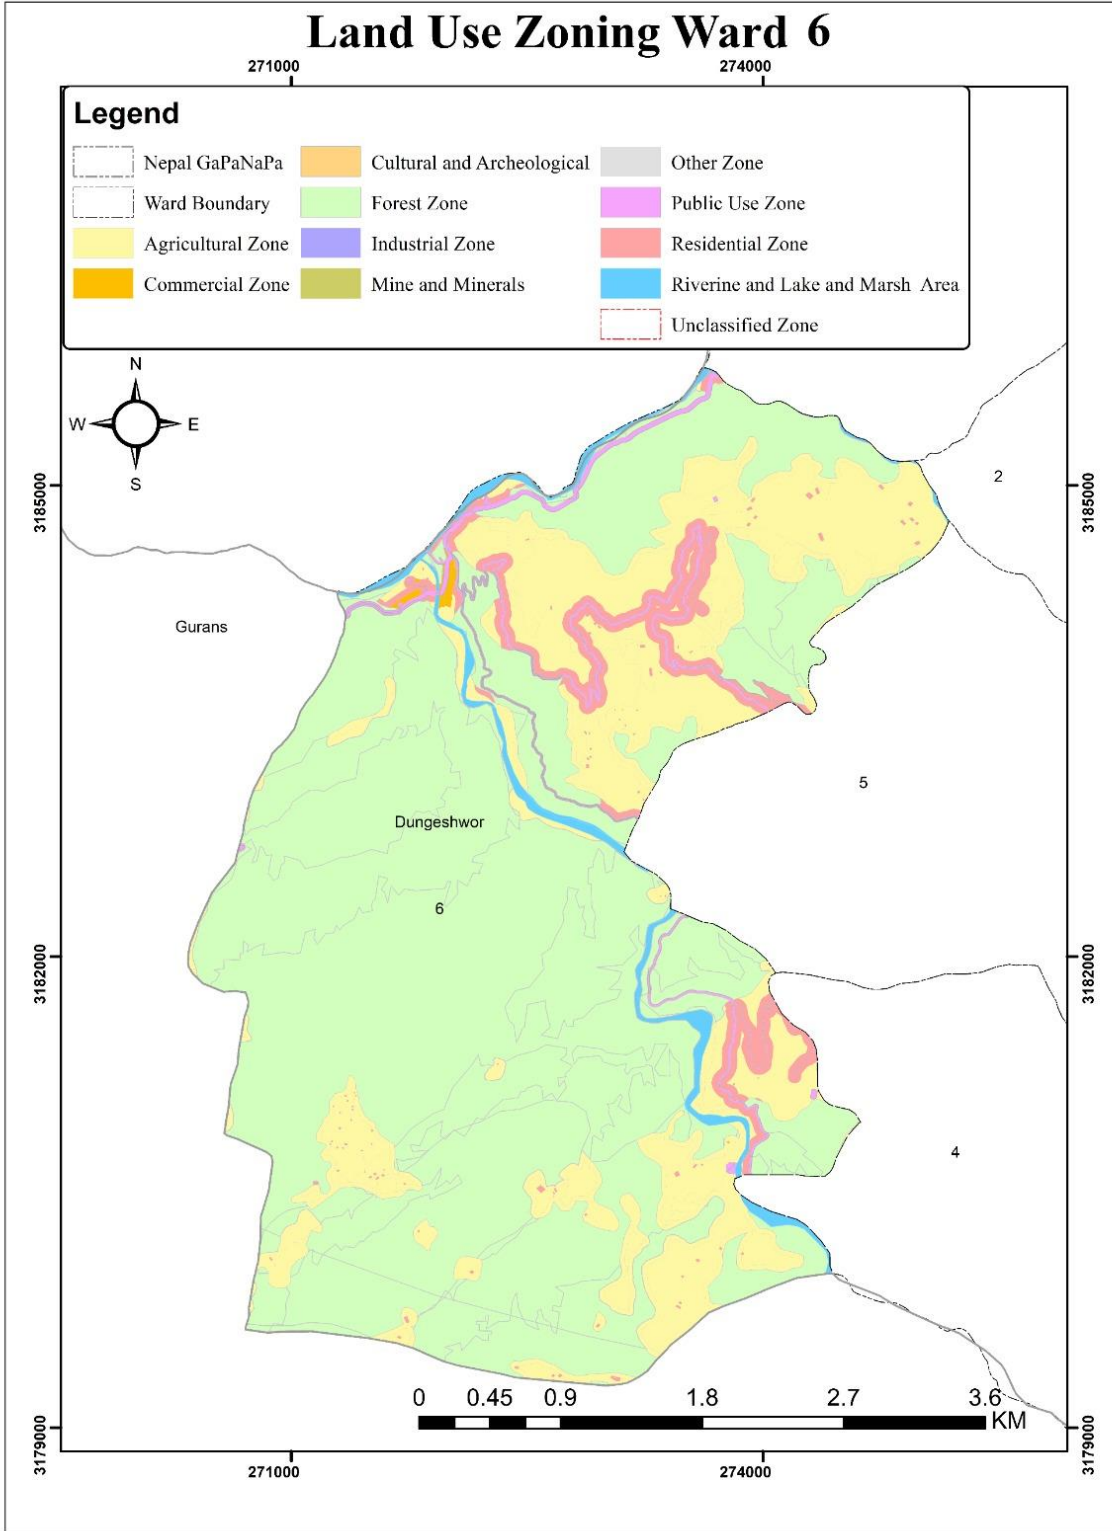 Land Use Zoning Ward 6
271000
274000
Legend
Nepal GaPaNaPa
Ward Boundary
Agricultural Zone
Commercial Zone
Cultural and Archeological
Forest Zone
Industrial Zone
Mine and Minerals
Other Zone
Public Use Zone
Residential Zone
Riverine and Lake and Marsh Area
Unclassified Zone
N
W
E
S
3185000
3185000
2
Gurans
5
Dungeshwor
6
3182000
3182000
4
0 0.45 0.9 1.8 2.7 3.6
KM
3179000
3179000
271000
274000